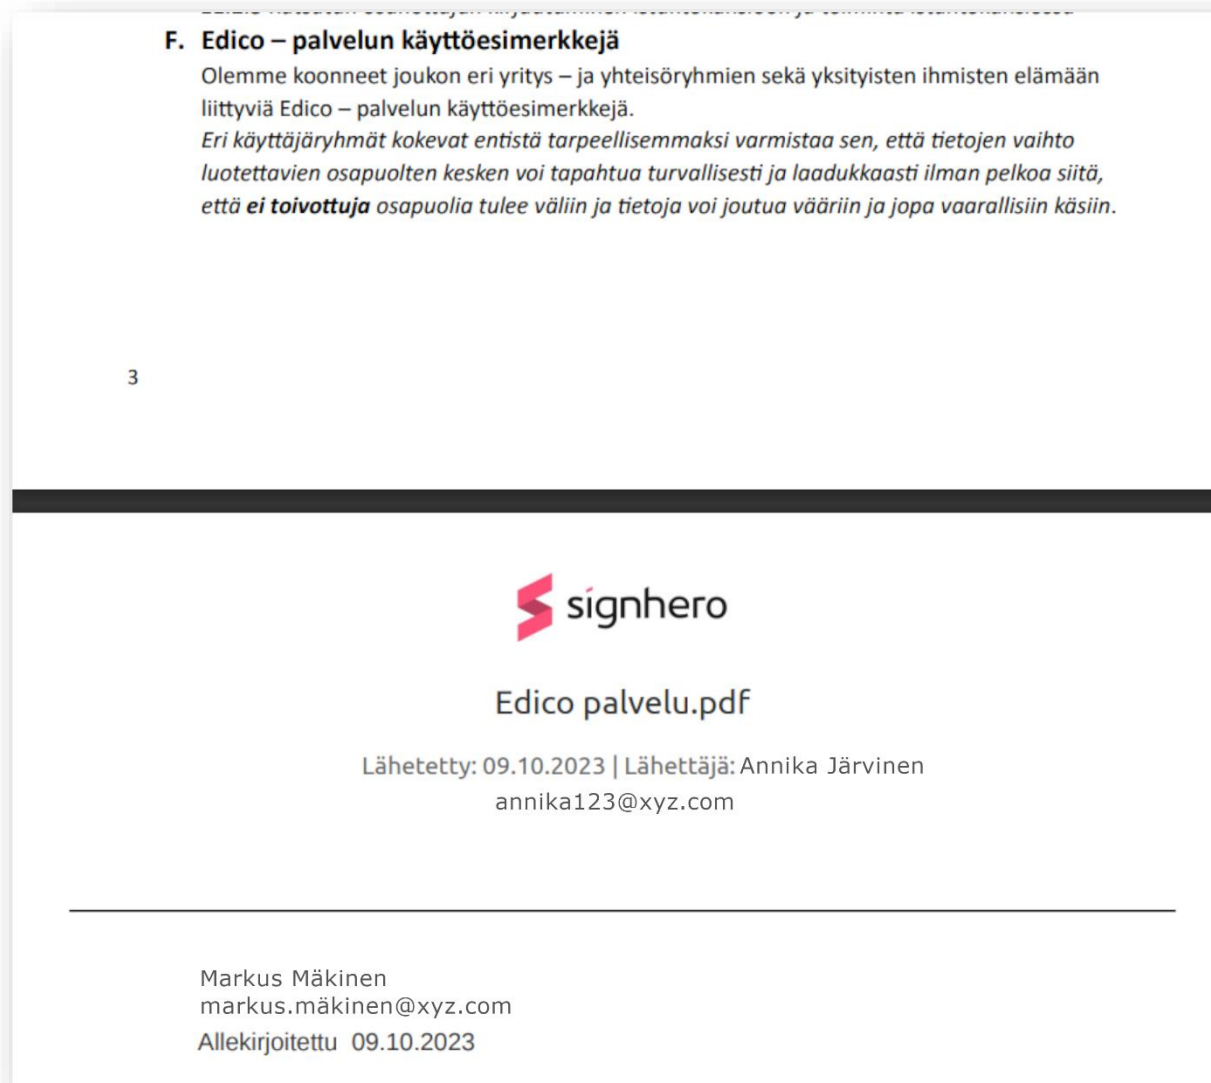 F. Edico – palvelun käyttöesimerkkejä
Olemme koonneet joukon eri yritys – ja yhteisöryhmien sekä yksityisten ihmisten elämään
liittyviä Edico – palvelun käyttöesimerkkejä.
Eri käyttäjäryhmät kokevat entistä tarpeellisemmaksi varmistaa sen, että tietojen vaihto
luotettavien osapuolten kesken voi tapahtua turvallisesti ja laadukkaasti ilman pelkoa siitä,
että ei toivottuja osapuolia tulee väliin ja tietoja voi joutua vääriin ja jopa vaarallisiin käsiin.
3
signhero
Edico palvelu.pdf
Lähetetty: 09.10.2023 | Lähettäjä: Annika Järvinen
annika123@xyz.com
Markus Mäkinen
markus.mäkinen@xyz.com
Allekirjoitettu 09.10.2023